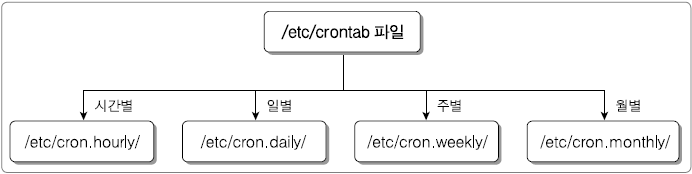 /etc/crontab 파일
시간별
일별
주별
월별
/etc/cron.hourly/
/etc/cron.daily/
/etc/cron.weekly/
/etc/cron.monthly/